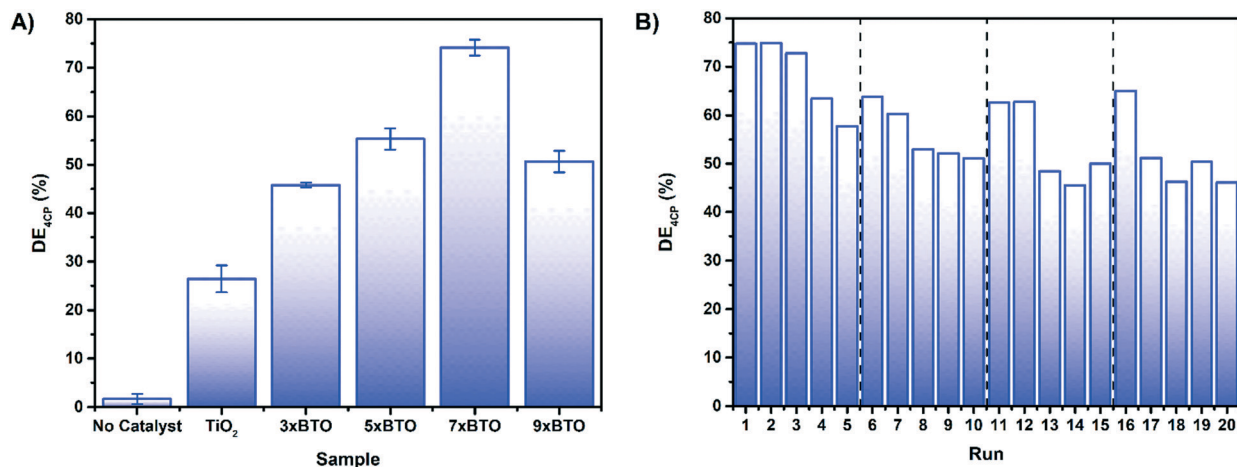 A)
80
70
60
50
40
30
20
10
0
DE4CP (%)
No Catalyst TiO2 3xBTO 5xBTO 7xBTO 9xBTO
Sample
B)
80
75
70
60
50
40
30
20
10
0
DE4CP (%)
1 2 3 4 5 6 7 8 9 10 11 12 13 14 15 16 17 18 19 20
Run